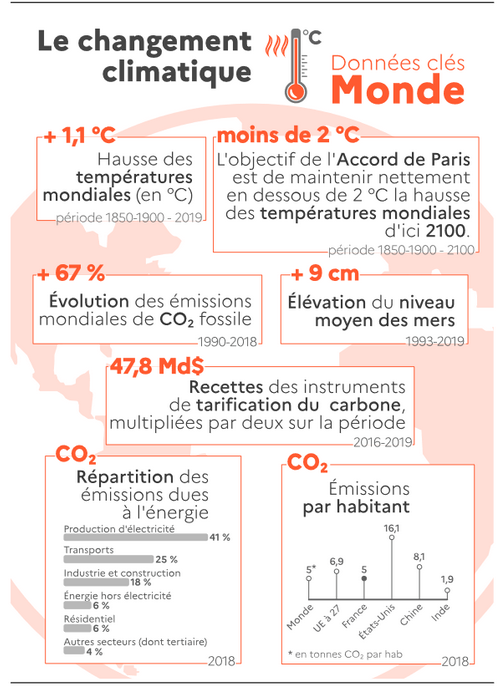 Le changement
climatique
°C
Données clés
Monde
+ 1,1 °C
Hausse des
températures
mondiales (en °C)
période 1850-1900 - 2019
moins de 2 °C
L'objectif de l'Accord de Paris
est de maintenir nettement
en dessous de 2 °C la hausse
des températures mondiales
d'ici 2100.
période 1850-1900 - 2100
+ 67 %
Évolution des émissions
mondiales de CO₂ fossile
1990-2018
+ 9 cm
Élévation du niveau
moyen des mers
1993-2019
47,8 Md$
Recettes des instruments
de tarification du carbone,
multipliées par deux sur la période
2016-2019
CO₂
Répartition des
émissions dues
à l'énergie
Production d'électricité
41 %
Transports
25 %
Industrie et construction
18 %
Énergie hors électricité
6 %
Résidentiel
6 %
Autres secteurs (dont tertiaire)
4 %
2018
CO₂
Émissions
par habitant
5* 6,9 5 16,1 8,1 1,9
Monde UE à 27 France États-Unis Chine Inde
* en tonnes CO₂ par hab
2018